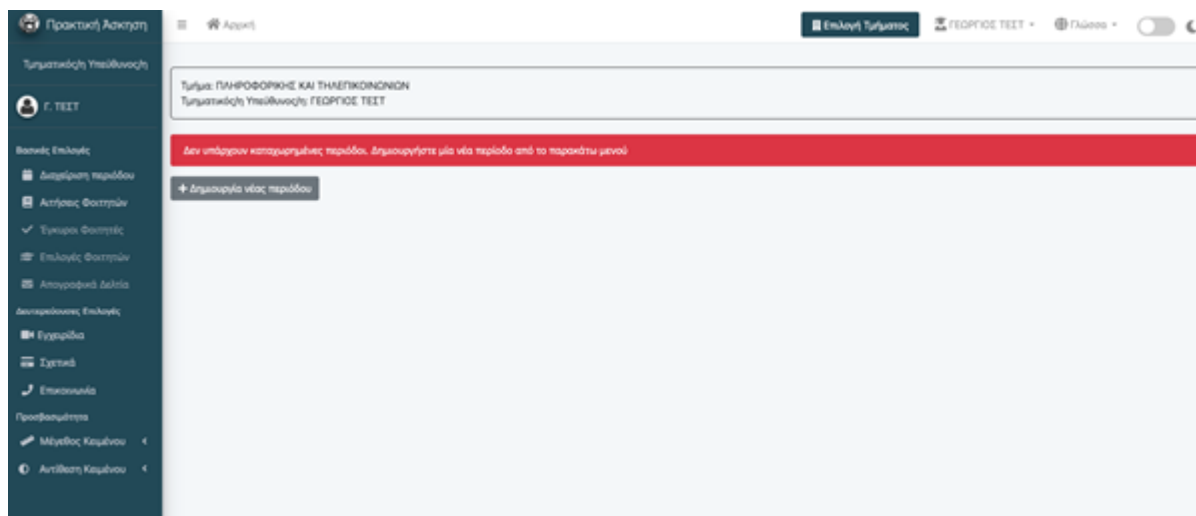 Πρακτική Άσκηση
Αρχική
Επιλογή Τμήματος
ΓΕΩΡΓΙΟΣ ΤΕΣΤ
Γλώσσα
Τμηματικός/η Υπεύθυνος/η
Γ. ΤΕΣΤ
Τμήμα: ΠΛΗΡΟΦΟΡΙΚΗΣ ΚΑΙ ΤΗΛΕΠΙΚΟΙΝΩΝΙΩΝ
Τμηματικός/η Υπεύθυνος/η: ΓΕΩΡΓΙΟΣ ΤΕΣΤ
Δεν υπάρχουν καταχωρημένες περιόδοι. Δημιουργήστε μία νέα περίοδο από το παρακάτω μενού
+ Δημιουργία νέας περιόδου
Βασικές Επιλογές
Διαχείριση περιόδου
Αιτήσεις Φοιτητών
Έγκυροι Φοιτητές
Επιλογές Φοιτητών
Απογραφικά Δελτία
Δευτερεύουσες Επιλογές
Εγχειρίδια
Σχετικά
Επικοινωνία
Προσβασιμότητα
Μέγεθος Κειμένου
Αντίθεση Κειμένου